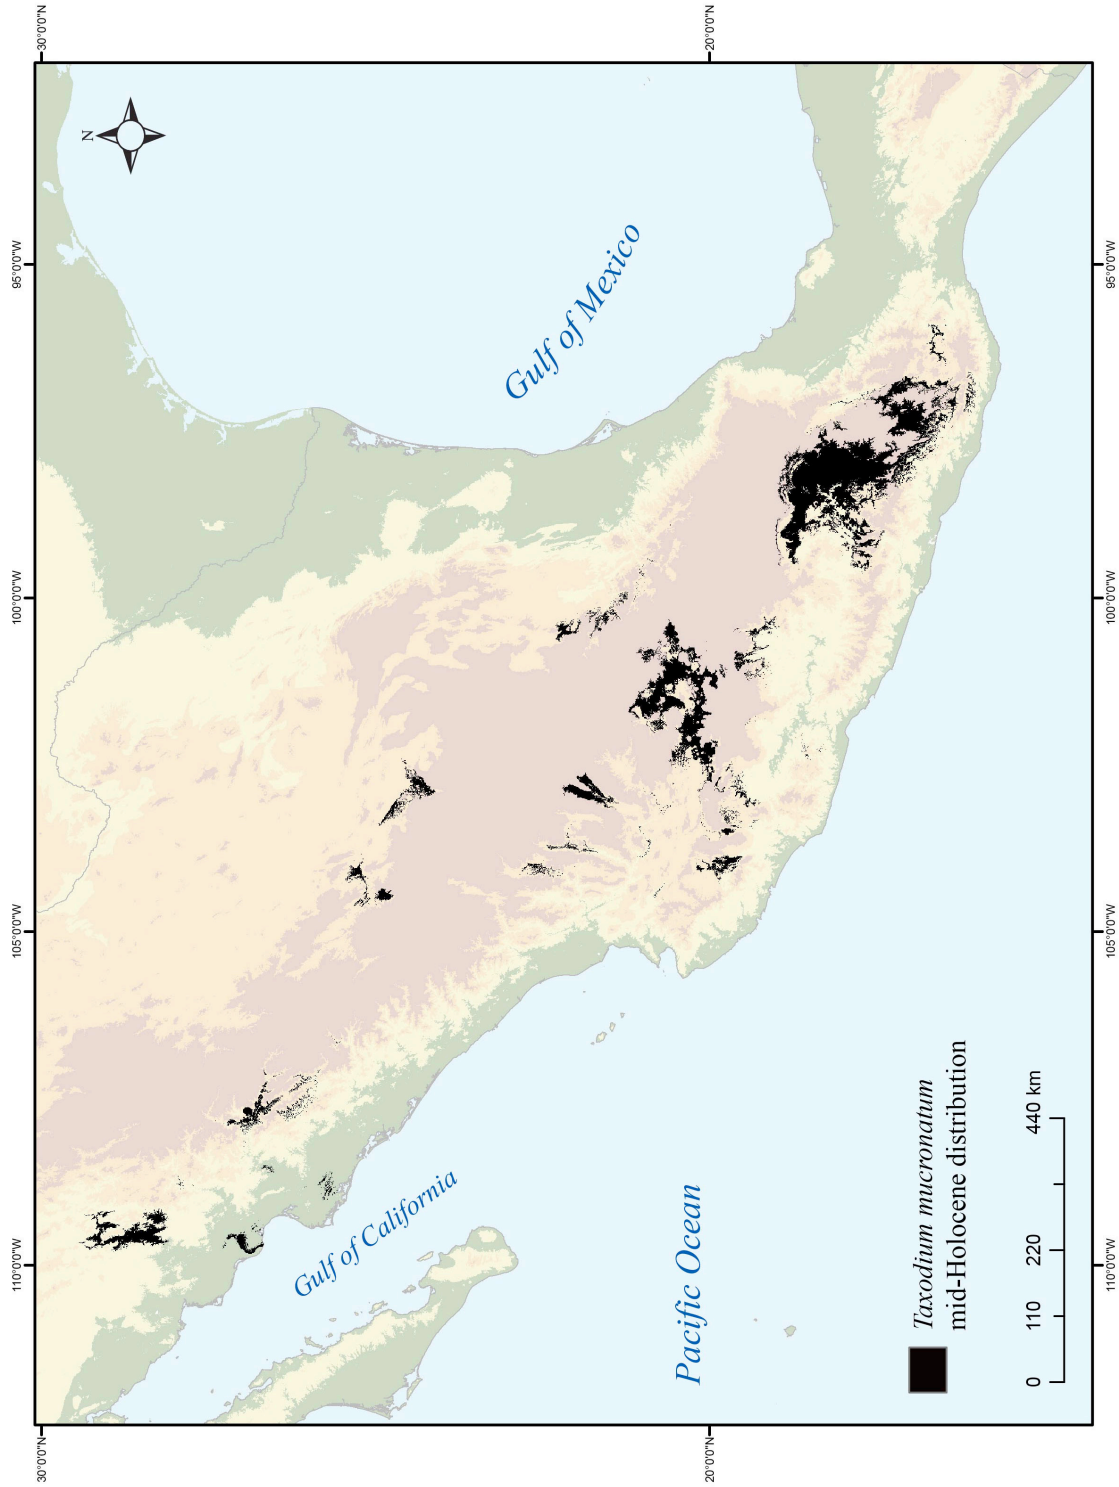 110°0'0"W
105°0'0"W
100°0'0"W
95°0'0"W
30°0'0"N
30°0'0"N
N
Gulf of Mexico
Gulf of California
Pacific Ocean
20°0'0"N
20°0'0"N
Taxodium mucronatum
mid-Holocene distribution
0 110 220 440 km
110°0'0"W
105°0'0"W
100°0'0"W
95°0'0"W